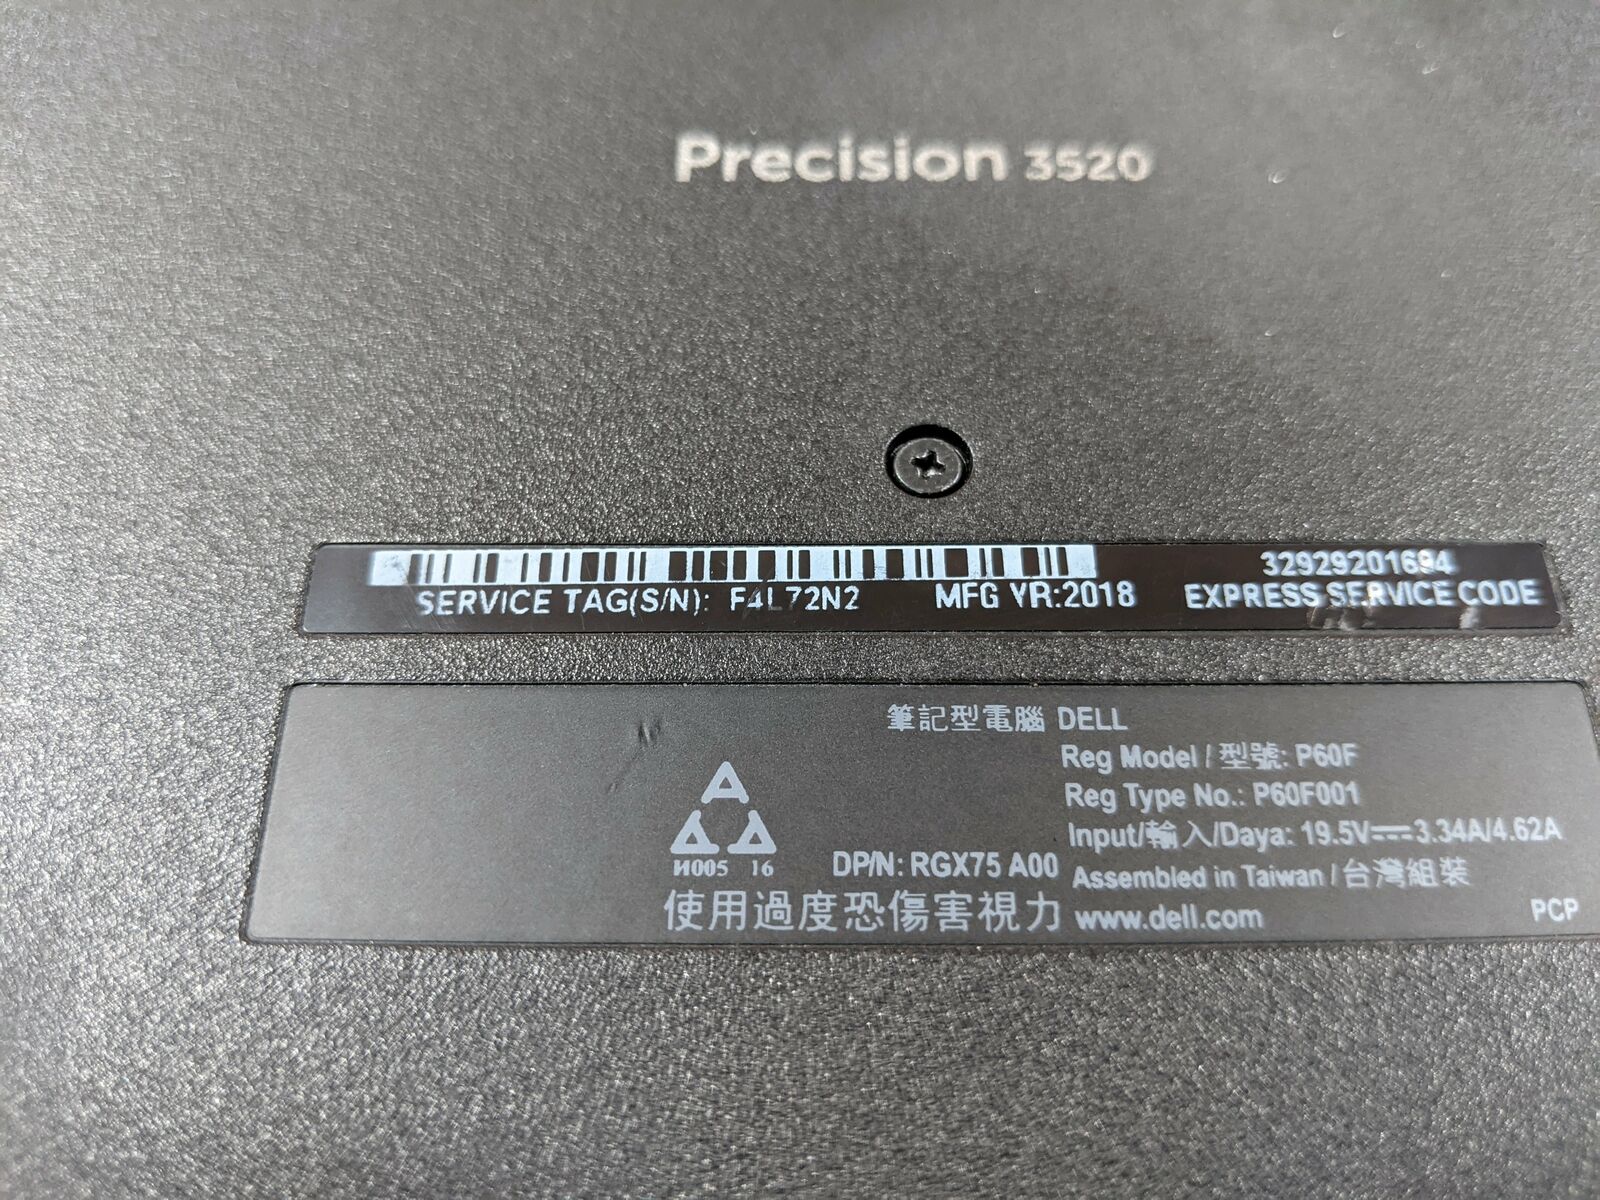 Precision 3520
SERVICE TAG(S/N): F4L72N2
MFG YR:2018
32929201694
EXPRESS SERVICE CODE
筆記型電腦 DELL
Reg Model / 型號: P60F
Reg Type No.: P60F001
Input/輸入/Daya: 19.5V⎓3.34A/4.62A
DP/N: RGX75 A00
Assembled in Taiwan / 台灣組裝
使用過度恐傷害視力
www.dell.com
PCP
И005 16